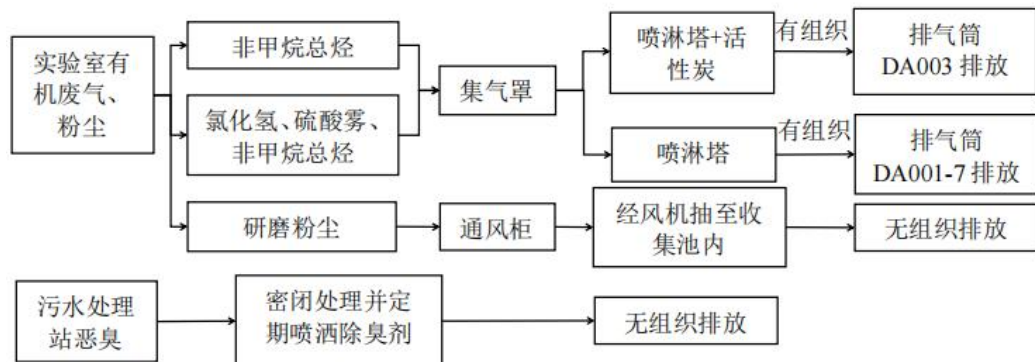 实验室有
机废气、
粉尘
非甲烷总烃
氯化氢、硫酸雾、
非甲烷总烃
集气罩
喷淋塔+活
性炭
有组织
排气筒
DA003 排放
喷淋塔
有组织
排气筒
DA001-7 排放
研磨粉尘
通风柜
经风机抽至收
集池内
无组织排放
污水处理
站恶臭
密闭处理并定
期喷洒除臭剂
无组织排放